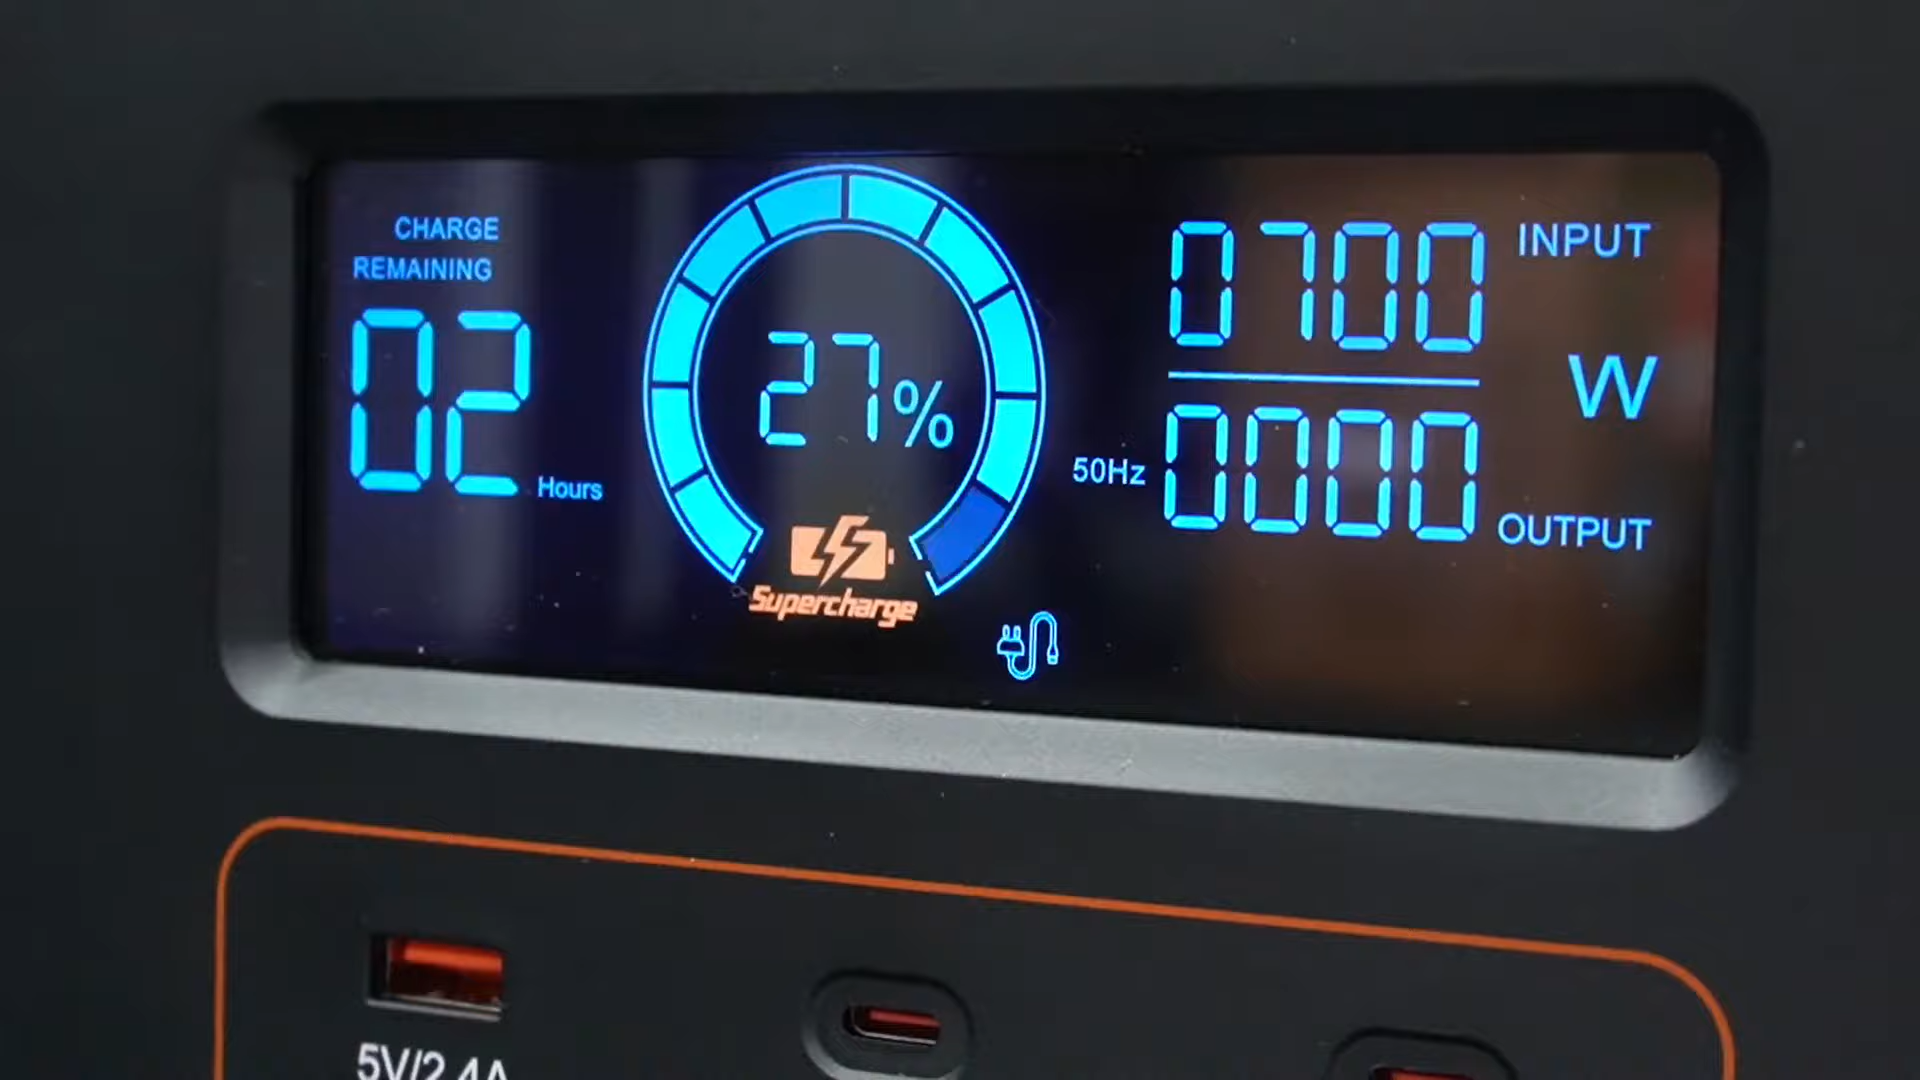 CHARGE
REMAINING
02 Hours
27%
Supercharge
0700 INPUT
W
50Hz 0000 OUTPUT
5V/2.4A